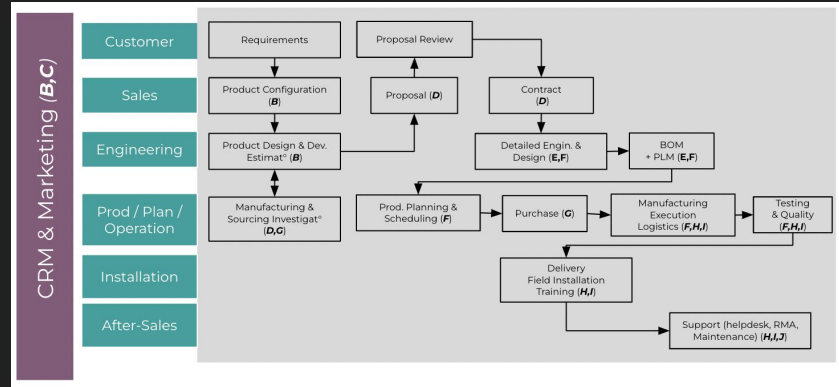 CRM & Marketing (B,C)
Customer
Requirements
Proposal Review
Sales
Product Configuration
(B)
Proposal (D)
Contract
(D)
Engineering
Product Design & Dev.
Estimat° (B)
Detailed Engin. &
Design (E,F)
BOM
+ PLM (E,F)
Prod / Plan /
Operation
Manufacturing &
Sourcing Investigat°
(D,G)
Prod. Planning &
Scheduling (F)
Purchase (G)
Manufacturing
Execution
Logistics (F,H,I)
Testing
& Quality
(F,H,I)
Installation
Delivery
Field Installation
Training (H,I)
After-Sales
Support (helpdesk, RMA,
Maintenance) (H,I,J)